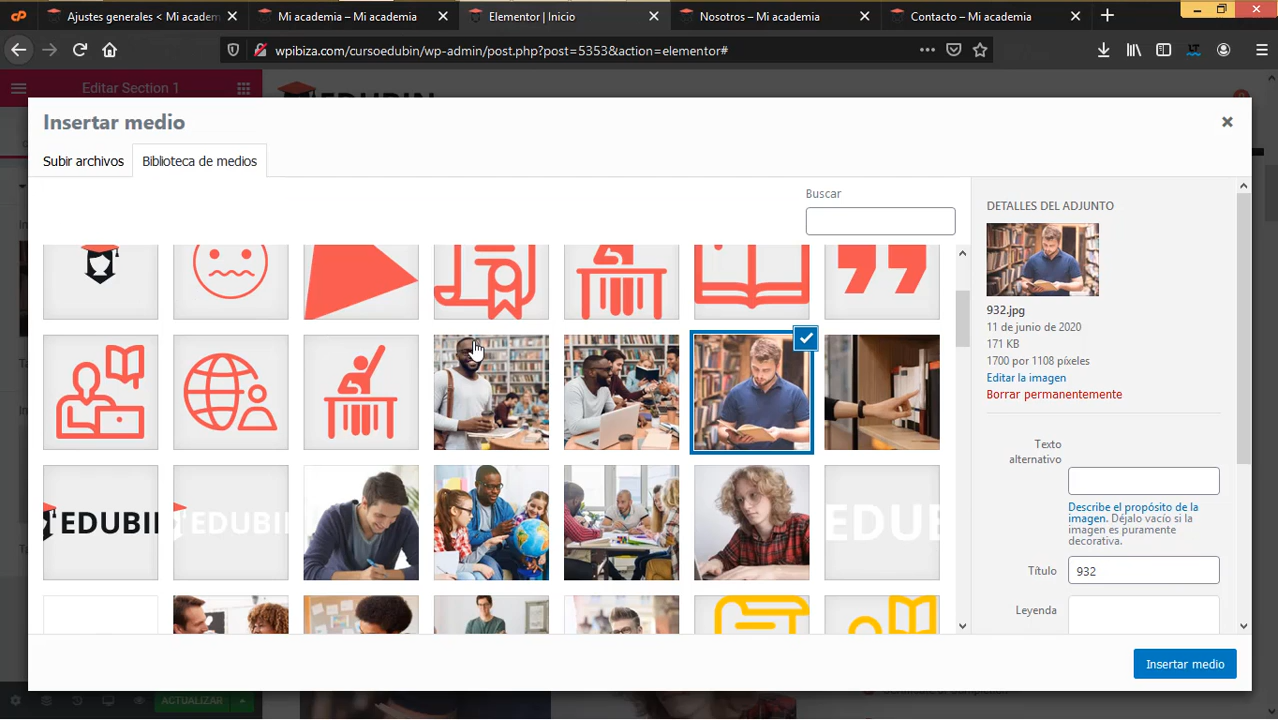 Ajustes generales < Mi academ
Mi academia – Mi academia
Elementor | Inicio
Nosotros – Mi academia
Contacto – Mi academia
wpibiza.com/cursoedubin/wp-admin/post.php?post=5353&action=elementor#
Editar Section 1
EDUBIN
Insertar medio
Subir archivos
Biblioteca de medios
Buscar
DETALLES DEL ADJUNTO
932.jpg
11 de junio de 2020
171 KB
1700 por 1108 píxeles
Editar la imagen
Borrar permanentemente
Texto
alternativo
Describe el propósito de la
imagen. Déjalo vacío si la
imagen es puramente
decorativa.
Título
932
Leyenda
EDUBII
EDUBII
EDU
Insertar medio
ACTUALIZAR